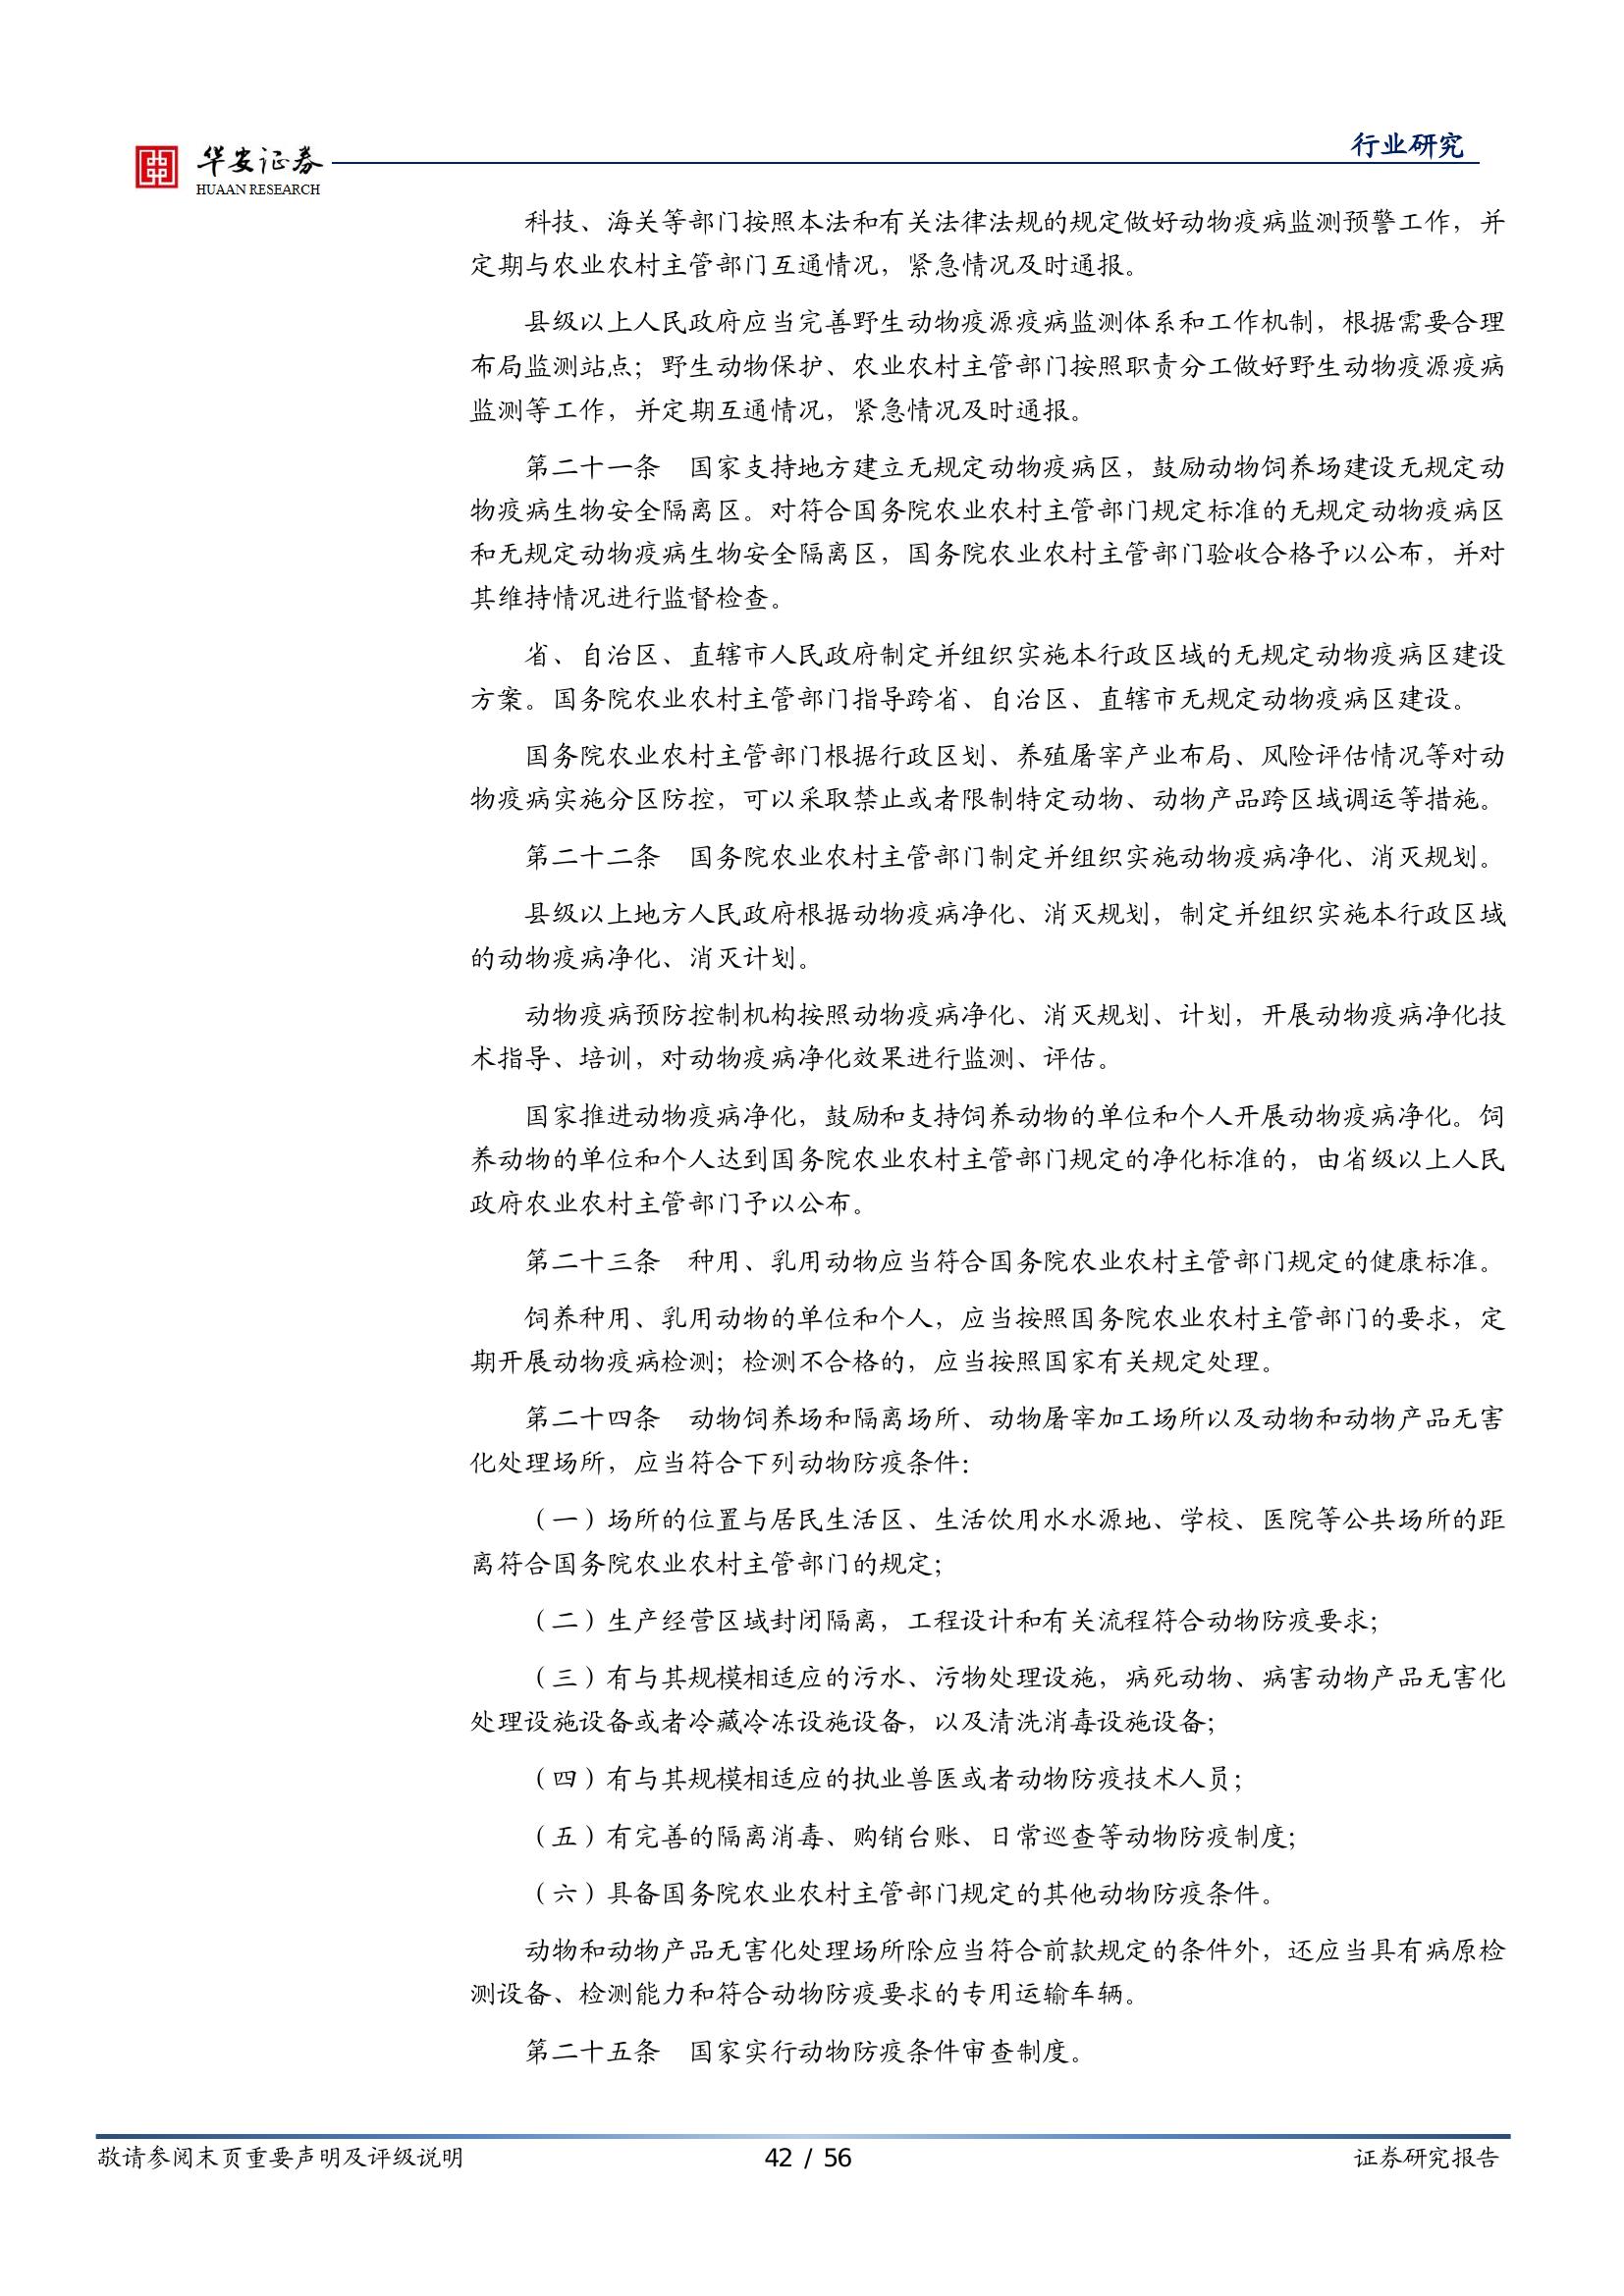 华安证券
HUAAN RESEARCH
行业研究
科技、海关等部门按照本法和有关法律法规的规定做好动物疫病监测预警工作，并
定期与农业农村主管部门互通情况，紧急情况及时通报。
县级以上人民政府应当完善野生动物疫源疫病监测体系和工作机制，根据需要合理
布局监测站点；野生动物保护、农业农村主管部门按照职责分工做好野生动物疫源疫病
监测等工作，并定期互通情况，紧急情况及时通报。
第二十一条　国家支持地方建立无规定动物疫病区，鼓励动物饲养场建设无规定动
物疫病生物安全隔离区。对符合国务院农业农村主管部门规定标准的无规定动物疫病区
和无规定动物疫病生物安全隔离区，国务院农业农村主管部门验收合格予以公布，并对
其维持情况进行监督检查。
省、自治区、直辖市人民政府制定并组织实施本行政区域的无规定动物疫病区建设
方案。国务院农业农村主管部门指导跨省、自治区、直辖市无规定动物疫病区建设。
国务院农业农村主管部门根据行政区划、养殖屠宰产业布局、风险评估情况等对动
物疫病实施分区防控，可以采取禁止或者限制特定动物、动物产品跨区域调运等措施。
第二十二条　国务院农业农村主管部门制定并组织实施动物疫病净化、消灭规划。
县级以上地方人民政府根据动物疫病净化、消灭规划，制定并组织实施本行政区域
的动物疫病净化、消灭计划。
动物疫病预防控制机构按照动物疫病净化、消灭规划、计划，开展动物疫病净化技
术指导、培训，对动物疫病净化效果进行监测、评估。
国家推进动物疫病净化，鼓励和支持饲养动物的单位和个人开展动物疫病净化。饲
养动物的单位和个人达到国务院农业农村主管部门规定的净化标准的，由省级以上人民
政府农业农村主管部门予以公布。
第二十三条　种用、乳用动物应当符合国务院农业农村主管部门规定的健康标准。
饲养种用、乳用动物的单位和个人，应当按照国务院农业农村主管部门的要求，定
期开展动物疫病检测；检测不合格的，应当按照国家有关规定处理。
第二十四条　动物饲养场和隔离场所、动物屠宰加工场所以及动物和动物产品无害
化处理场所，应当符合下列动物防疫条件：
（一）场所的位置与居民生活区、生活饮用水水源地、学校、医院等公共场所的距
离符合国务院农业农村主管部门的规定；
（二）生产经营区域封闭隔离，工程设计和有关流程符合动物防疫要求；
（三）有与其规模相适应的污水、污物处理设施，病死动物、病害动物产品无害化
处理设施设备或者冷藏冷冻设施设备，以及清洗消毒设施设备；
（四）有与其规模相适应的执业兽医或者动物防疫技术人员；
（五）有完善的隔离消毒、购销台账、日常巡查等动物防疫制度；
（六）具备国务院农业农村主管部门规定的其他动物防疫条件。
动物和动物产品无害化处理场所除应当符合前款规定的条件外，还应当具有病原检
测设备、检测能力和符合动物防疫要求的专用运输车辆。
第二十五条　国家实行动物防疫条件审查制度。
敬请参阅末页重要声明及评级说明
42 / 56
证券研究报告